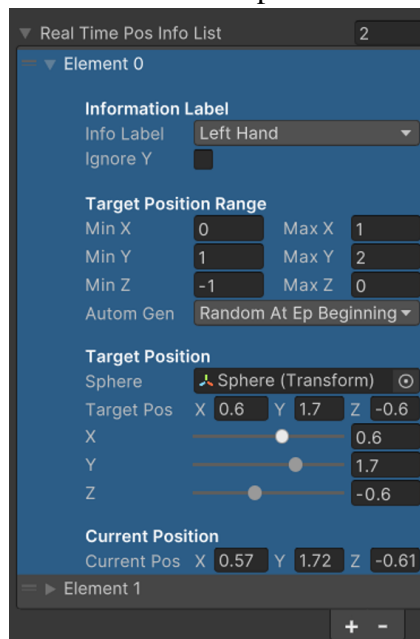 Real Time Pos Info List 2
Element 0
Information Label
Info Label Left Hand
Ignore Y
Target Position Range
Min X 0 Max X 1
Min Y 1 Max Y 2
Min Z -1 Max Z 0
Autom Gen Random At Ep Beginning
Target Position
Sphere Sphere (Transform)
Target Pos X 0.6 Y 1.7 Z -0.6
X 0.6
Y 1.7
Z -0.6
Current Position
Current Pos X 0.57 Y 1.72 Z -0.61
Element 1
+ -